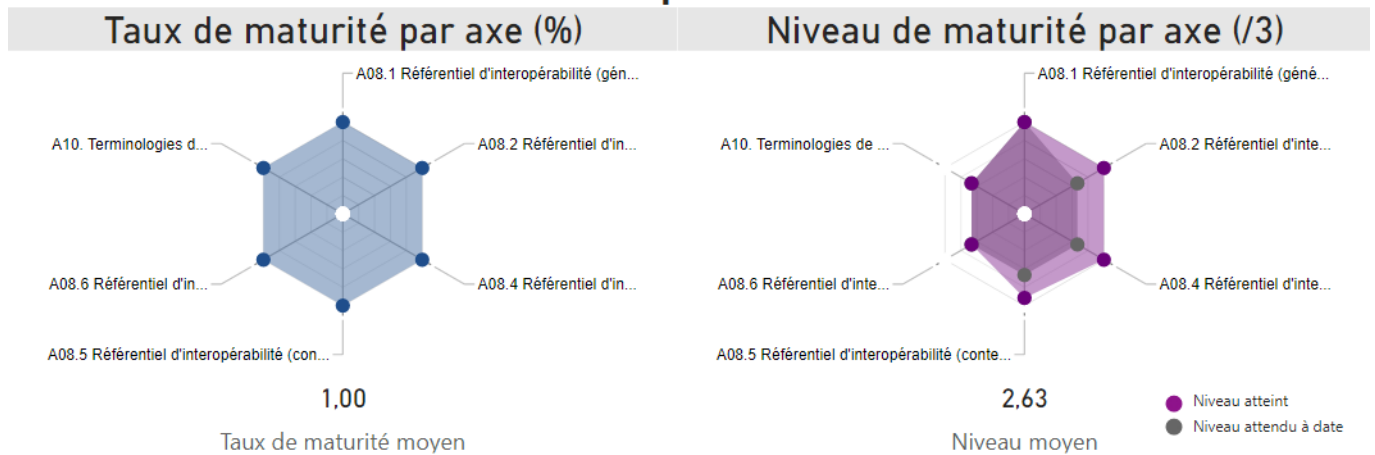 Taux de maturité par axe (%)
A08.1 Référentiel d'interopérabilité (gén...
A10. Terminologies d...
A08.2 Référentiel d'in...
A08.6 Référentiel d'in...
A08.4 Référentiel d'in...
A08.5 Référentiel d'interopérabilité (con...
1,00
Taux de maturité moyen
Niveau de maturité par axe (/3)
A08.1 Référentiel d'interopérabilité (géné...
A10. Terminologies de ...
A08.2 Référentiel d'inte...
A08.6 Référentiel d'inte...
A08.4 Référentiel d'inte...
A08.5 Référentiel d'interopérabilité (conte...
2,63
Niveau moyen
Niveau atteint
Niveau attendu à date